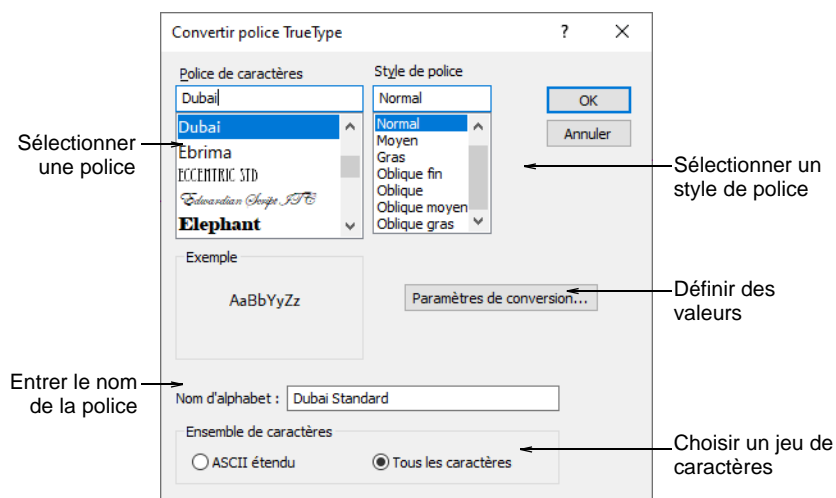 Convertir police TrueType
Police de caractères
Style de police
Dubai
Normal
OK
Annuler
Dubai
Ebrima
ECCENTRIC STD
Edwardian Script ITC
Elephant
Normal
Moyen
Gras
Oblique fin
Oblique
Oblique moyen
Oblique gras
Sélectionner
une police
Sélectionner un
style de police
Exemple
AaBbYyZz
Paramètres de conversion...
Définir des
valeurs
Entrer le nom
de la police
Nom d'alphabet :
Dubai Standard
Ensemble de caractères
ASCII étendu
Tous les caractères
Choisir un jeu de
caractères